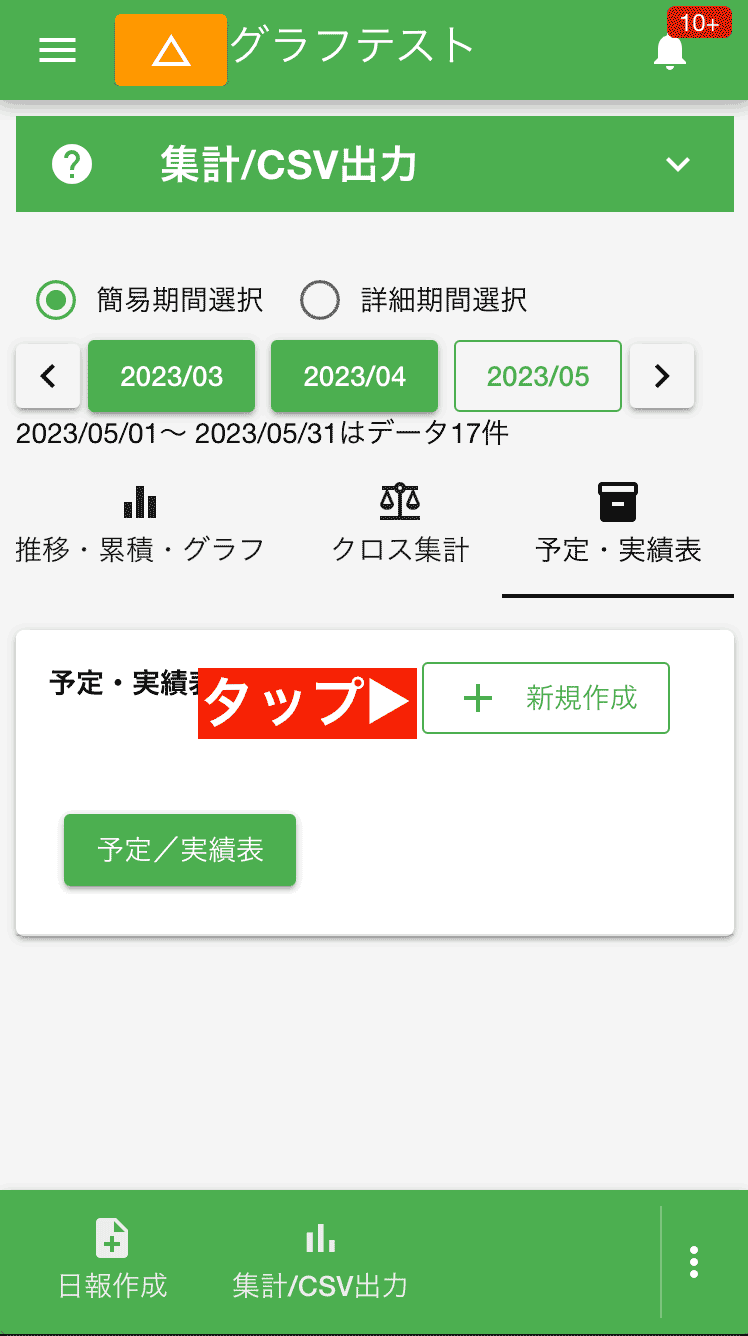 グラフテスト
10+
集計/CSV出力
簡易期間選択
詳細期間選択
2023/03
2023/04
2023/05
2023/05/01〜 2023/05/31はデータ17件
推移・累積・グラフ
クロス集計
予定・実績表
予定・実績表
タップ▶
新規作成
予定／実績表
日報作成
集計/CSV出力